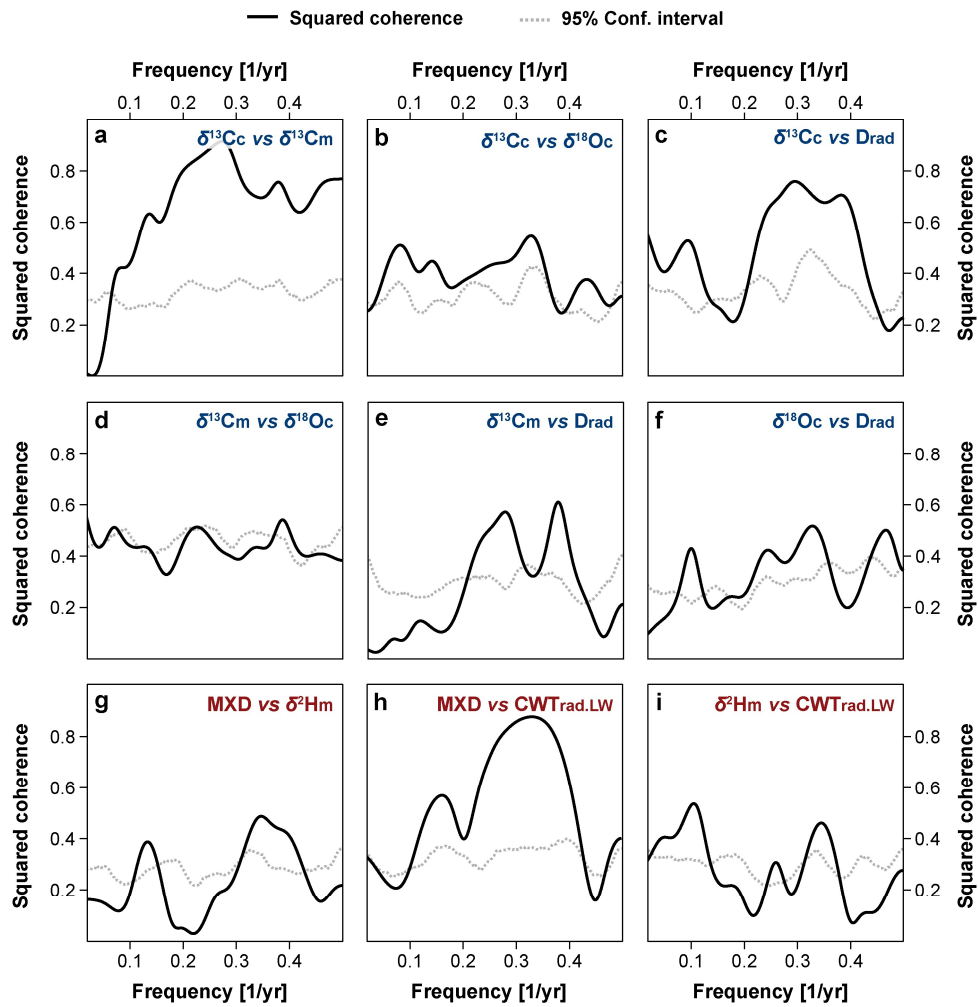 Squared coherence 95% Conf. interval
Frequency [1/yr] Frequency [1/yr] Frequency [1/yr]
0.1 0.2 0.3 0.4 0.1 0.2 0.3 0.4 0.1 0.2 0.3 0.4
a δ¹³Cc vs δ¹³Cm b δ¹³Cc vs δ¹⁸Oc c δ¹³Cc vs Drad
0.8 0.8
0.6 0.6
0.4 0.4
0.2 0.2
Squared coherence Squared coherence
d δ¹³Cm vs δ¹⁸Oc e δ¹³Cm vs Drad f δ¹⁸Oc vs Drad
0.8 0.8
0.6 0.6
0.4 0.4
0.2 0.2
Squared coherence Squared coherence
g MXD vs δ²Hm h MXD vs CWTrad.LW i δ²Hm vs CWTrad.LW
0.8 0.8
0.6 0.6
0.4 0.4
0.2 0.2
Squared coherence Squared coherence
0.1 0.2 0.3 0.4 0.1 0.2 0.3 0.4 0.1 0.2 0.3 0.4
Frequency [1/yr] Frequency [1/yr] Frequency [1/yr]